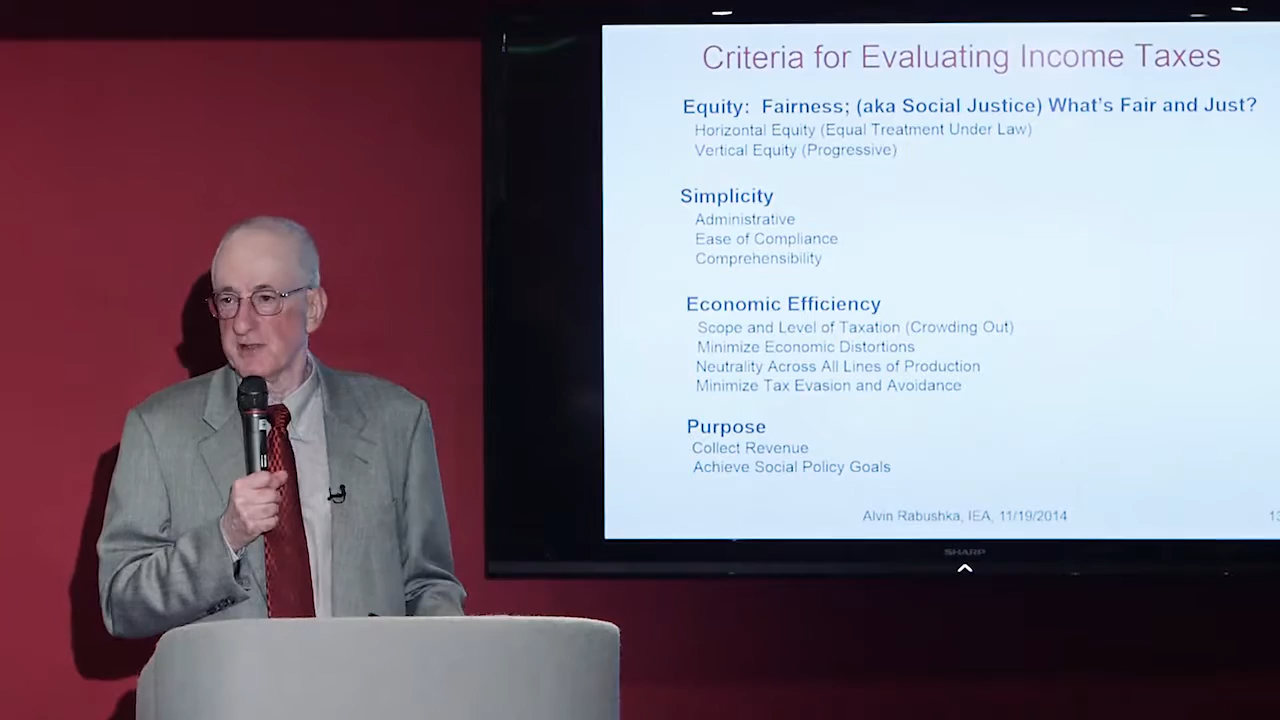 Criteria for Evaluating Income Taxes
Equity: Fairness; (aka Social Justice) What's Fair and Just?
Horizontal Equity (Equal Treatment Under Law)
Vertical Equity (Progressive)
Simplicity
Administrative
Ease of Compliance
Comprehensibility
Economic Efficiency
Scope and Level of Taxation (Crowding Out)
Minimize Economic Distortions
Neutrality Across All Lines of Production
Minimize Tax Evasion and Avoidance
Purpose
Collect Revenue
Achieve Social Policy Goals
Alvin Rabushka, IEA, 11/19/2014
SHARP